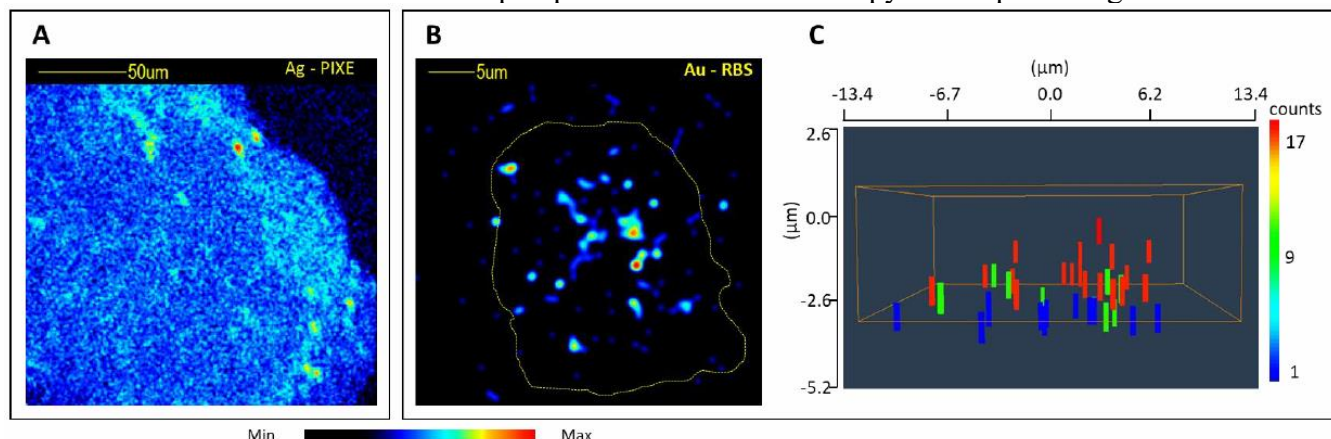 A
50um
Ag - PIXE
B
5um
Au - RBS
C
(μm)
-13.4 -6.7 0.0 6.2 13.4
counts
2.6
17
0.0
(μm)
9
-2.6
1
-5.2
Min Max